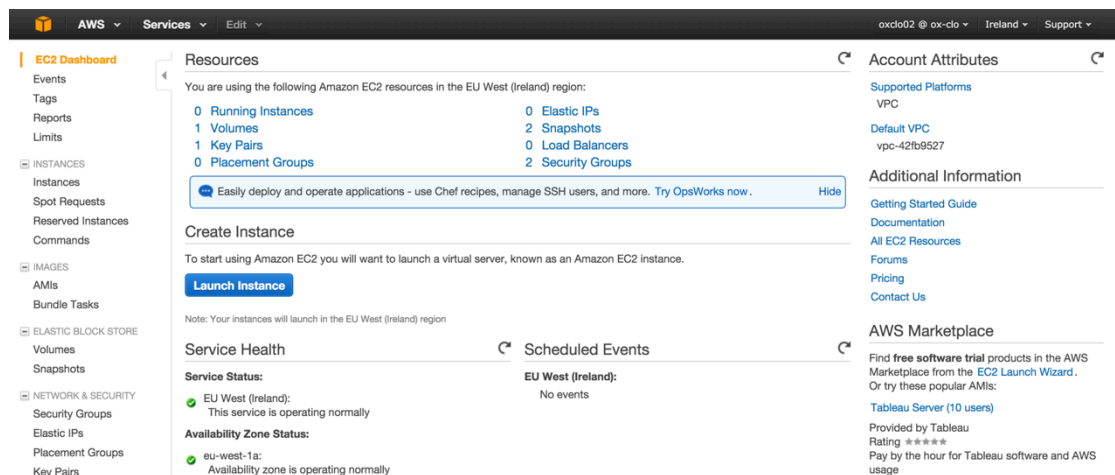 AWS Services Edit oxclo02 @ ox-clo Ireland Support
EC2 Dashboard
Events
Tags
Reports
Limits
INSTANCES
Instances
Spot Requests
Reserved Instances
Commands
IMAGES
AMIs
Bundle Tasks
ELASTIC BLOCK STORE
Volumes
Snapshots
NETWORK & SECURITY
Security Groups
Elastic IPs
Placement Groups
Key Pairs
Resources
You are using the following Amazon EC2 resources in the EU West (Ireland) region:
0 Running Instances
1 Volumes
1 Key Pairs
0 Placement Groups
0 Elastic IPs
2 Snapshots
0 Load Balancers
2 Security Groups
Easily deploy and operate applications - use Chef recipes, manage SSH users, and more. Try OpsWorks now. Hide
Create Instance
To start using Amazon EC2 you will want to launch a virtual server, known as an Amazon EC2 instance.
Launch Instance
Note: Your instances will launch in the EU West (Ireland) region
Service Health
Service Status:
EU West (Ireland):
This service is operating normally
Availability Zone Status:
eu-west-1a:
Availability zone is operating normally
Scheduled Events
EU West (Ireland):
No events
Account Attributes
Supported Platforms
VPC
Default VPC
vpc-42fb9527
Additional Information
Getting Started Guide
Documentation
All EC2 Resources
Forums
Pricing
Contact Us
AWS Marketplace
Find free software trial products in the AWS
Marketplace from the EC2 Launch Wizard.
Or try these popular AMIs:
Tableau Server (10 users)
Provided by Tableau
Rating
Pay by the hour for Tableau software and AWS
usage